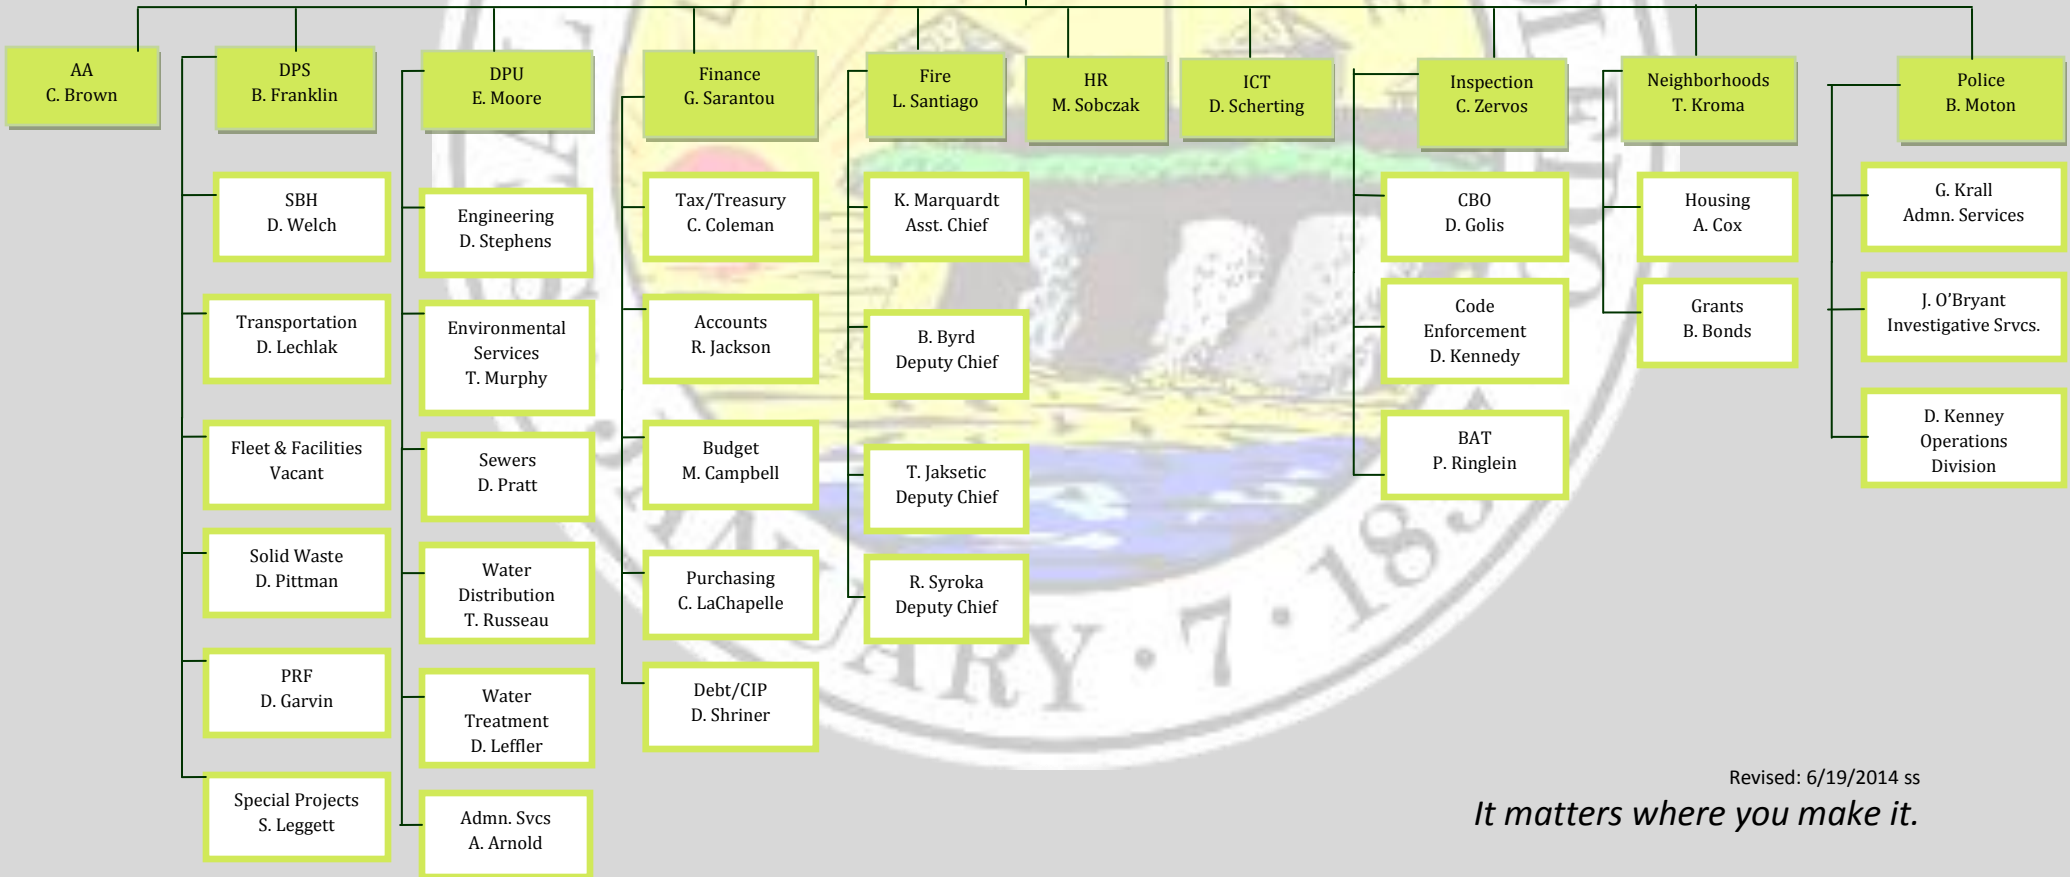 AA
C. Brown
DPS
B. Franklin
SBH
D. Welch
Transportation
D. Lechlak
Fleet & Facilities
Vacant
Solid Waste
D. Pittman
PRF
D. Garvin
Special Projects
S. Leggett
DPU
E. Moore
Engineering
D. Stephens
Environmental
Services
T. Murphy
Sewers
D. Pratt
Water
Distribution
T. Russeau
Water
Treatment
D. Leffler
Admn. Svcs
A. Arnold
Finance
G. Sarantou
Tax/Treasury
C. Coleman
Accounts
R. Jackson
Budget
M. Campbell
Purchasing
C. LaChapelle
Debt/CIP
D. Shriner
Fire
L. Santiago
K. Marquardt
Asst. Chief
B. Byrd
Deputy Chief
T. Jaksetic
Deputy Chief
R. Syroka
Deputy Chief
HR
M. Sobczak
ICT
D. Scherting
Inspection
C. Zervos
CBO
D. Golis
Code
Enforcement
D. Kennedy
BAT
P. Ringlein
Neighborhoods
T. Kroma
Housing
A. Cox
Grants
B. Bonds
Police
B. Moton
G. Krall
Admn. Services
J. O’Bryant
Investigative Srvcs.
D. Kenney
Operations
Division
Revised: 6/19/2014 ss
It matters where you make it.